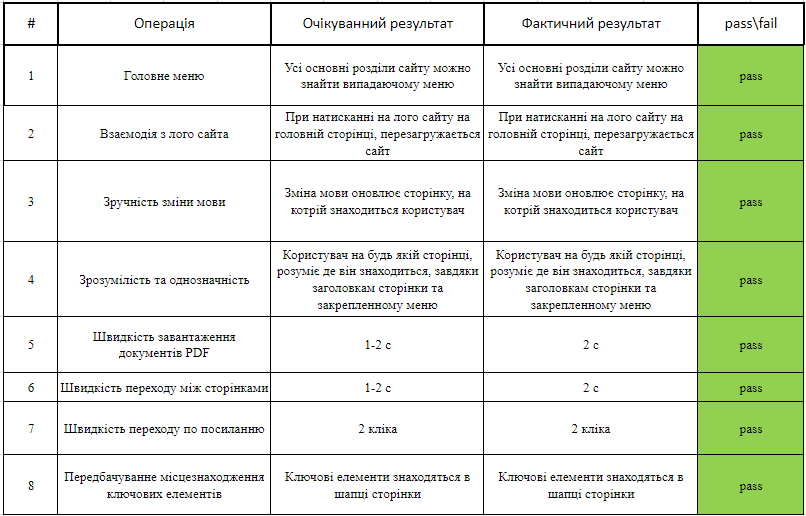 # Операція Очікуванний результат Фактичний результат pass\fail
1 Головне меню Усі основні розділи сайту можно знайти випадаючому меню Усі основні розділи сайту можно знайти випадаючому меню pass
2 Взаємодія з лого сайта При натисканні на лого сайту на головній сторінці, перезагружається сайт При натисканні на лого сайту на головній сторінці, перезагружається сайт pass
3 Зручність зміни мови Зміна мови оновлює сторінку, на котрій знаходиться користувач Зміна мови оновлює сторінку, на котрій знаходиться користувач pass
4 Зрозумілість та однозначність Користувач на будь якій сторінці, розуміє де він знаходиться, завдяки заголовкам сторінки та закрепленному меню Користувач на будь якій сторінці, розуміє де він знаходиться, завдяки заголовкам сторінки та закрепленному меню pass
5 Швидкість завантаження документів PDF 1-2 с 2 с pass
6 Швидкість переходу між сторінками 1-2 с 2 с pass
7 Швидкість переходу по посиланню 2 кліка 2 кліка pass
8 Передбачуванне місцезнаходження ключових елементів Ключові елементи знаходяться в шапці сторінки Ключові елементи знаходяться в шапці сторінки pass